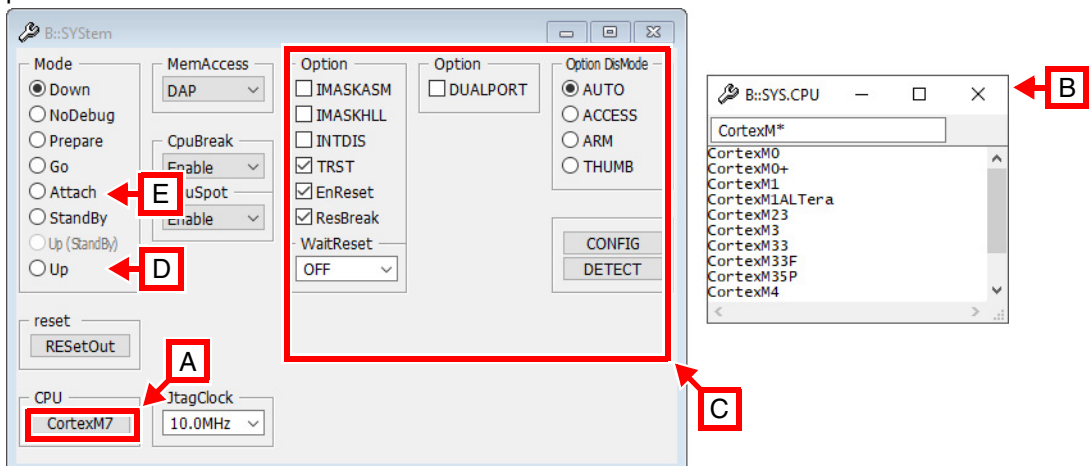 B::SYStem
Mode
Down
NoDebug
Prepare
Go
Attach
StandBy
Up (StandBy)
Up
MemAccess
DAP
CpuBreak
Enable
uSpot
Enable
Option
IMASKASM
IMASKHLL
INTDIS
TRST
EnReset
ResBreak
WaitReset
OFF
Option
DUALPORT
Option DisMode
AUTO
ACCESS
ARM
THUMB
CONFIG
DETECT
reset
RESetOut
CPU
CortexM7
JtagClock
10.0MHz
A
E
D
C
B::SYS.CPU
B
CortexM*
CortexM0
CortexM0+
CortexM1
CortexM1ALTera
CortexM23
CortexM3
CortexM33
CortexM33F
CortexM35P
CortexM4